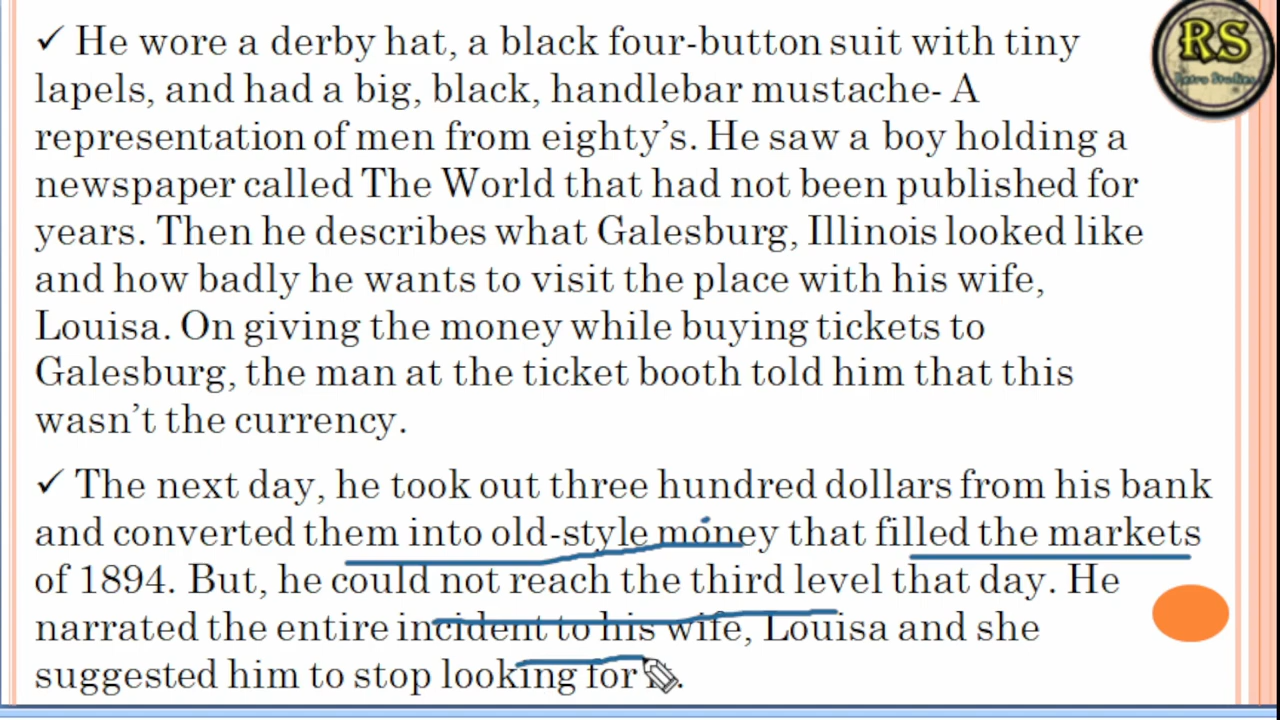 ✓ He wore a derby hat, a black four-button suit with tiny
lapels, and had a big, black, handlebar mustache- A
representation of men from eighty's. He saw a boy holding a
newspaper called The World that had not been published for
years. Then he describes what Galesburg, Illinois looked like
and how badly he wants to visit the place with his wife,
Louisa. On giving the money while buying tickets to
Galesburg, the man at the ticket booth told him that this
wasn't the currency.
✓ The next day, he took out three hundred dollars from his bank
and converted them into old-style money that filled the markets
of 1894. But, he could not reach the third level that day. He
narrated the entire incident to his wife, Louisa and she
suggested him to stop looking for
RS
Retro Studies